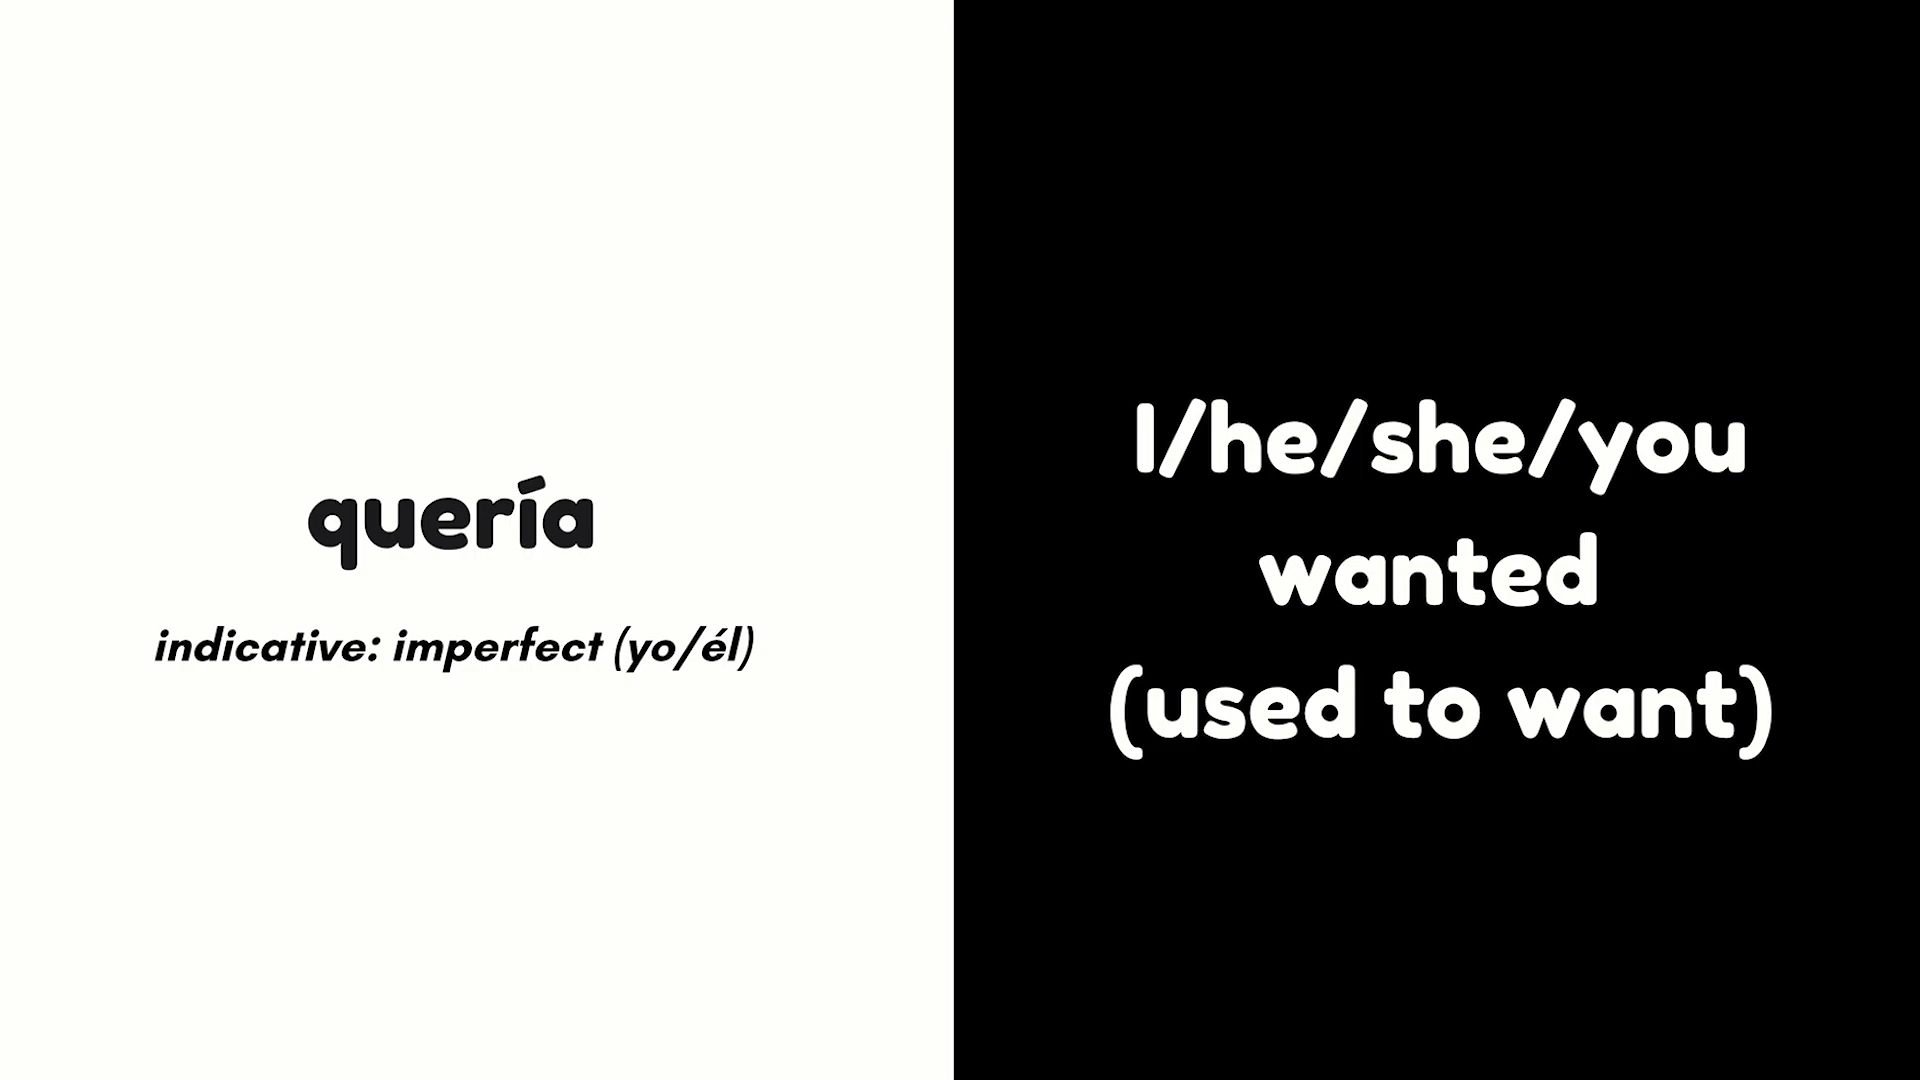 quería
indicative: imperfect (yo/él)
I/he/she/you
wanted
(used to want)